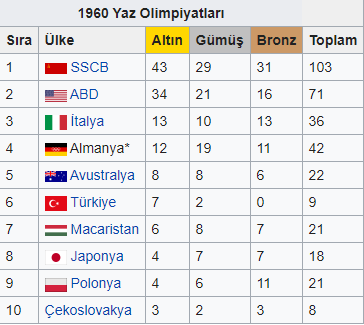 1960 Yaz Olimpiyatları
Sıra Ülke Altın Gümüş Bronz Toplam
1 SSCB 43 29 31 103
2 ABD 34 21 16 71
3 İtalya 13 10 13 36
4 Almanya* 12 19 11 42
5 Avustralya 8 8 6 22
6 Türkiye 7 2 0 9
7 Macaristan 6 8 7 21
8 Japonya 4 7 7 18
9 Polonya 4 6 11 21
10 Çekoslovakya 3 2 3 8